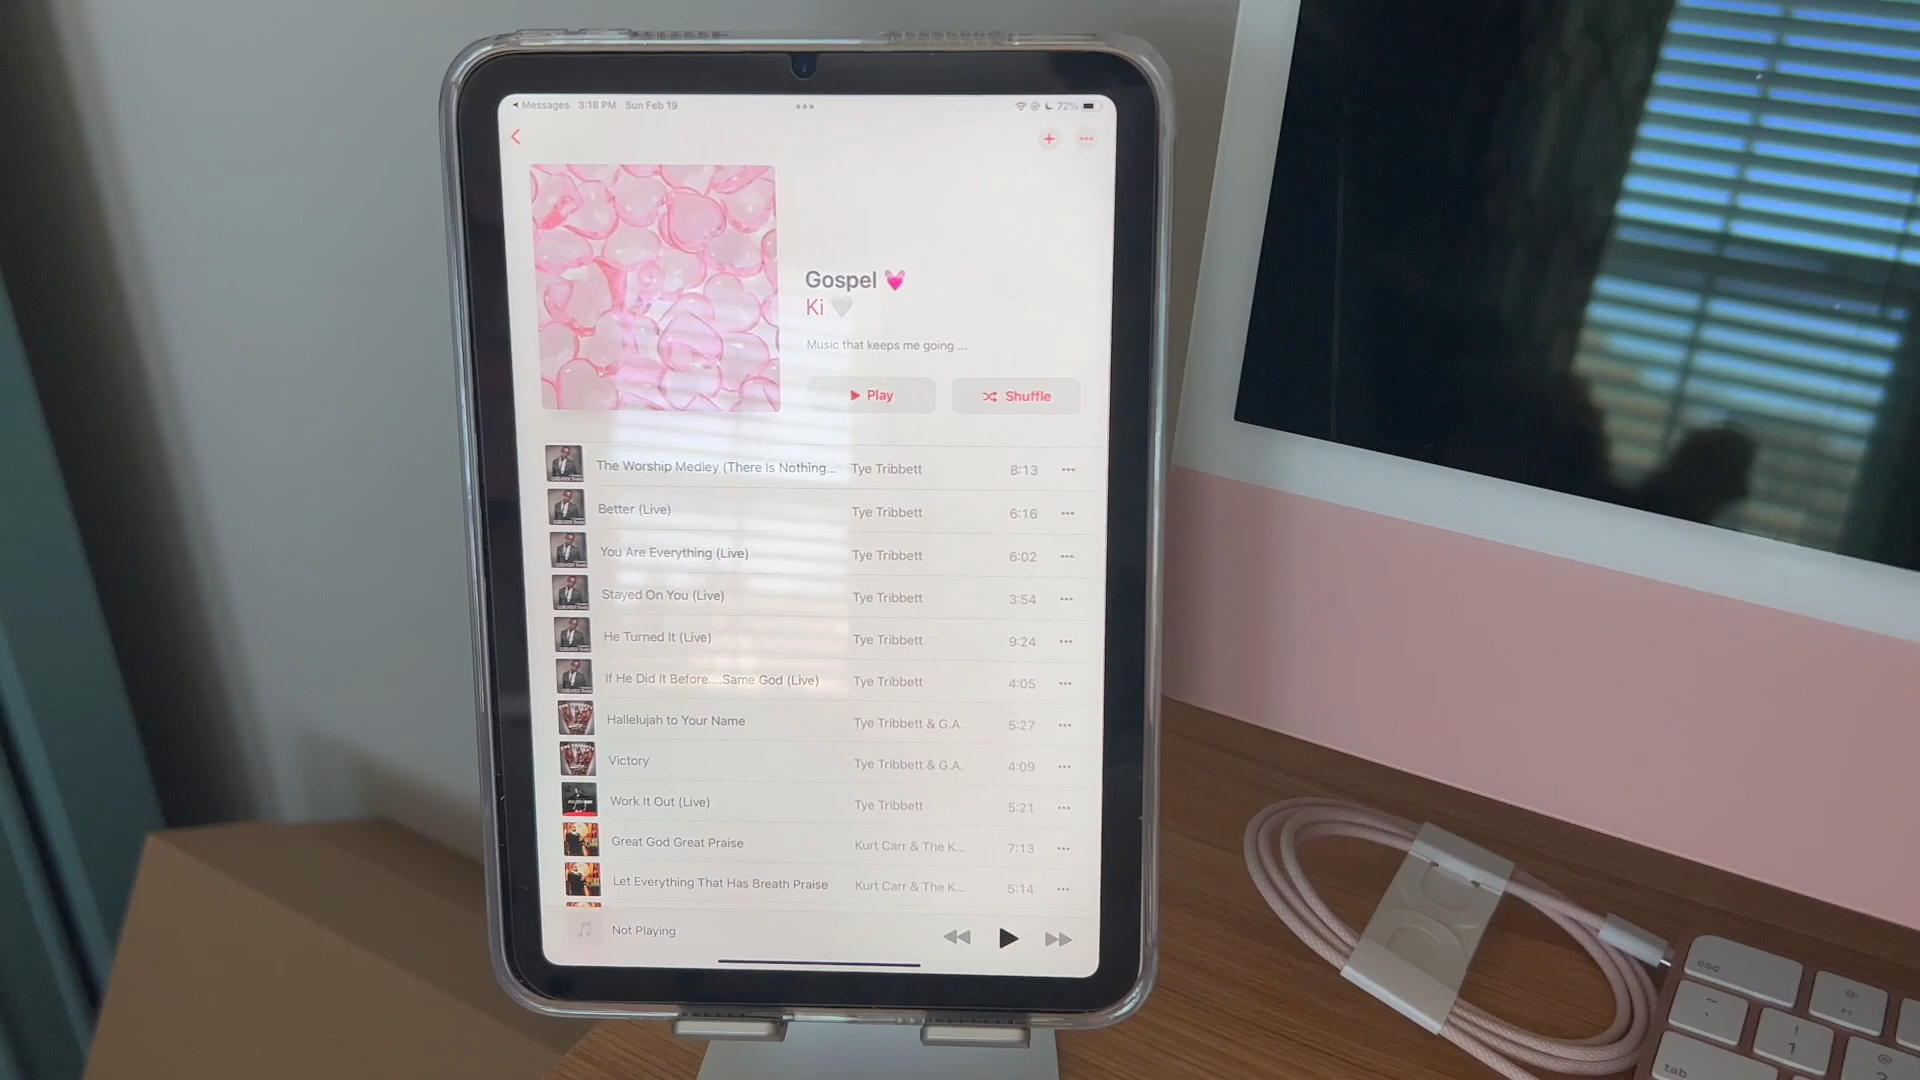 Messages 3:18 PM Sun Feb 19
72%
Gospel 💓
Ki 🤍
Music that keeps me going ...
Play
Shuffle
The Worship Medley (There Is Nothing... Tye Tribbett 8:13
Better (Live) Tye Tribbett 6:16
You Are Everything (Live) Tye Tribbett 6:02
Stayed On You (Live) Tye Tribbett 3:54
He Turned It (Live) Tye Tribbett 9:24
If He Did It Before....Same God (Live) Tye Tribbett 4:05
Hallelujah to Your Name Tye Tribbett & G.A. 5:27
Victory Tye Tribbett & G.A. 4:09
Work It Out (Live) Tye Tribbett 5:21
Great God Great Praise Kurt Carr & The K... 7:13
Let Everything That Has Breath Praise Kurt Carr & The K... 5:14
Not Playing
esc
F1
~
!
1
tab